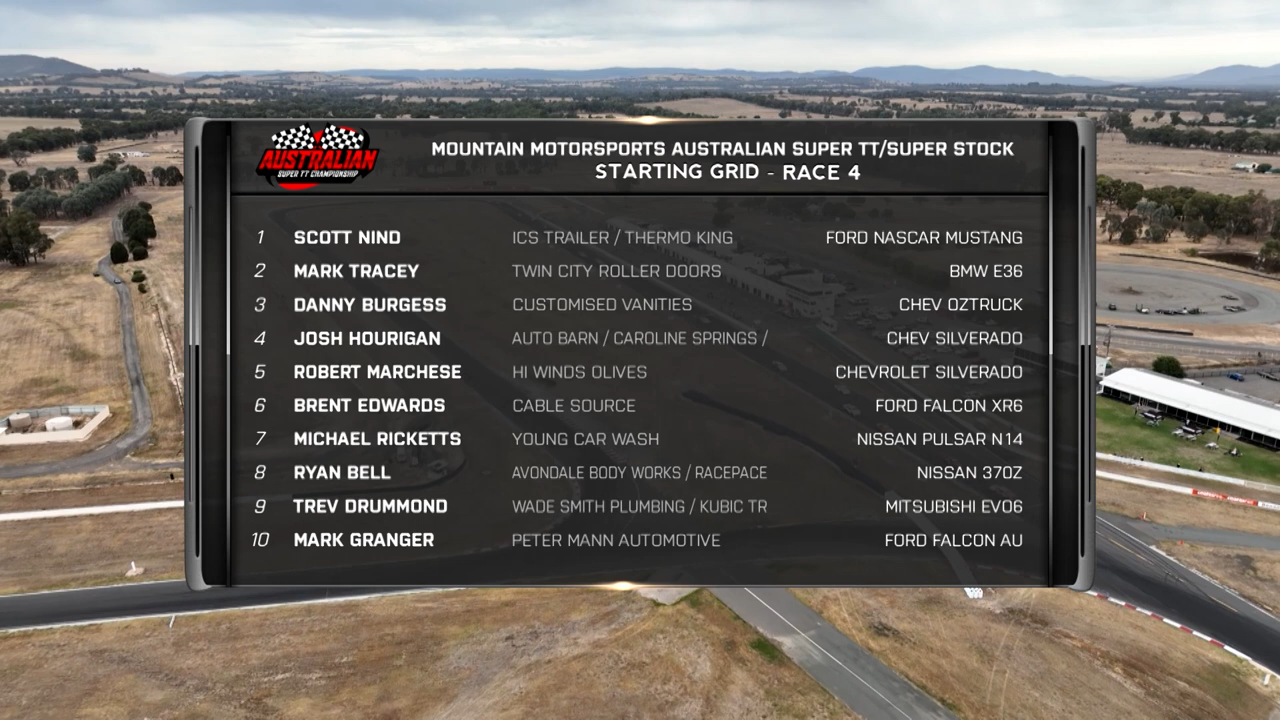 AUSTRALIAN
SUPER TT CHAMPIONSHIP
MOUNTAIN MOTORSPORTS AUSTRALIAN SUPER TT/SUPER STOCK
STARTING GRID - RACE 4
1 SCOTT NIND ICS TRAILER / THERMO KING FORD NASCAR MUSTANG
2 MARK TRACEY TWIN CITY ROLLER DOORS BMW E36
3 DANNY BURGESS CUSTOMISED VANITIES CHEV OZTRUCK
4 JOSH HOURIGAN AUTO BARN / CAROLINE SPRINGS / CHEV SILVERADO
5 ROBERT MARCHESE HI WINDS OLIVES CHEVROLET SILVERADO
6 BRENT EDWARDS CABLE SOURCE FORD FALCON XR6
7 MICHAEL RICKETTS YOUNG CAR WASH NISSAN PULSAR N14
8 RYAN BELL AVONDALE BODY WORKS / RACEPACE NISSAN 370Z
9 TREV DRUMMOND WADE SMITH PLUMBING / KUBIC TR MITSUBISHI EVO6
10 MARK GRANGER PETER MANN AUTOMOTIVE FORD FALCON AU